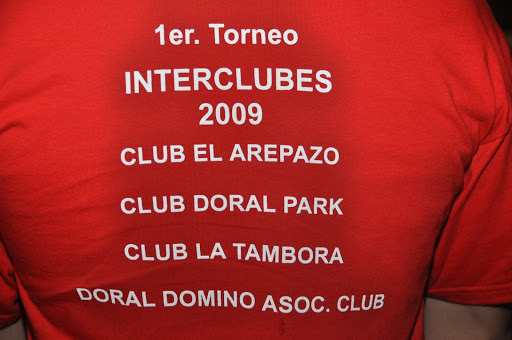 1er. Torneo
INTERCLUBES
2009
CLUB EL AREPAZO
CLUB DORAL PARK
CLUB LA TAMBORA
DORAL DOMINO ASOC. CLUB